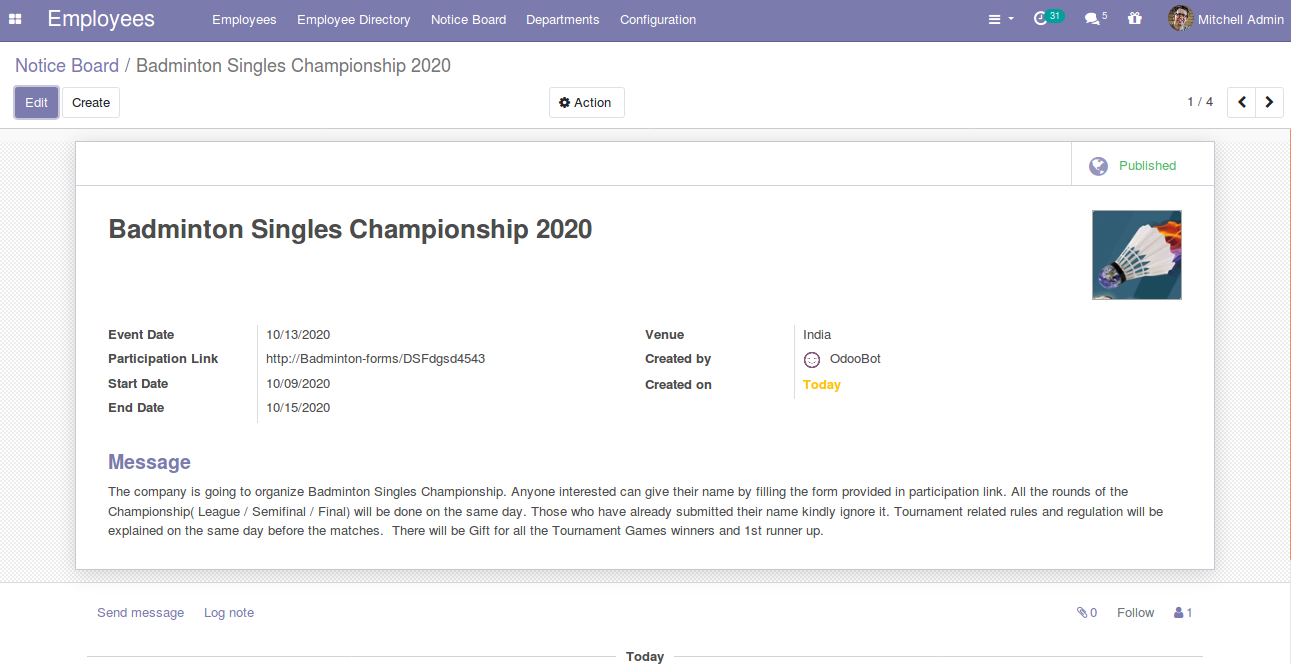 Employees Employees Employee Directory Notice Board Departments Configuration 31 5 Mitchell Admin
Notice Board / Badminton Singles Championship 2020
Edit Create Action 1 / 4
Published
Badminton Singles Championship 2020
Event Date 10/13/2020 Venue India
Participation Link http://Badminton-forms/DSFdgsd4543 Created by OdooBot
Start Date 10/09/2020 Created on Today
End Date 10/15/2020
Message
The company is going to organize Badminton Singles Championship. Anyone interested can give their name by filling the form provided in participation link. All the rounds of the
Championship( League / Semifinal / Final) will be done on the same day. Those who have already submitted their name kindly ignore it. Tournament related rules and regulation will be
explained on the same day before the matches.  There will be Gift for all the Tournament Games winners and 1st runner up.
Send message Log note 0 Follow 1
Today